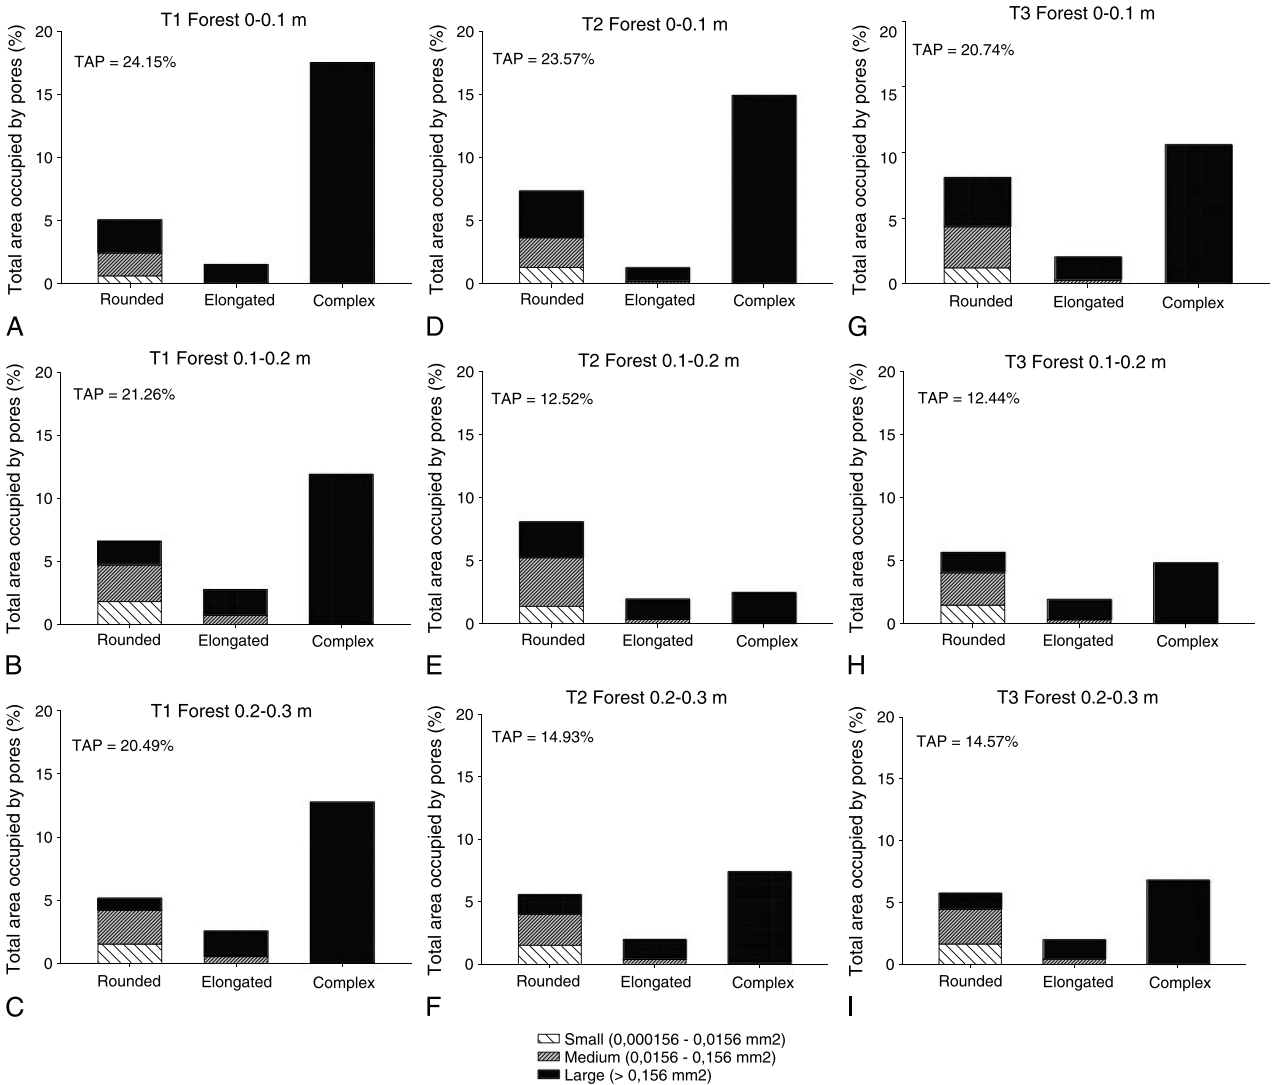 T1 Forest 0-0.1 m
Total area occupied by pores (%)
20
15
10
5
0
TAP = 24.15%
Rounded Elongated Complex
A
T2 Forest 0-0.1 m
Total area occupied by pores (%)
20
15
10
5
0
TAP = 23.57%
Rounded Elongated Complex
D
T3 Forest 0-0.1 m
Total area occupied by pores (%)
20
15
10
5
0
TAP = 20.74%
Rounded Elongated Complex
G
T1 Forest 0.1-0.2 m
Total area occupied by pores (%)
20
15
10
5
0
TAP = 21.26%
Rounded Elongated Complex
B
T2 Forest 0.1-0.2 m
Total area occupied by pores (%)
20
15
10
5
0
TAP = 12.52%
Rounded Elongated Complex
E
T3 Forest 0.1-0.2 m
Total area occupied by pores (%)
20
15
10
5
0
TAP = 12.44%
Rounded Elongated Complex
H
T1 Forest 0.2-0.3 m
Total area occupied by pores (%)
20
15
10
5
0
TAP = 20.49%
Rounded Elongated Complex
C
T2 Forest 0.2-0.3 m
Total area occupied by pores (%)
20
15
10
5
0
TAP = 14.93%
Rounded Elongated Complex
F
T3 Forest 0.2-0.3 m
Total area occupied by pores (%)
20
15
10
5
0
TAP = 14.57%
Rounded Elongated Complex
I
Small (0,000156 - 0,0156 mm2)
Medium (0,0156 - 0,156 mm2)
Large (> 0,156 mm2)